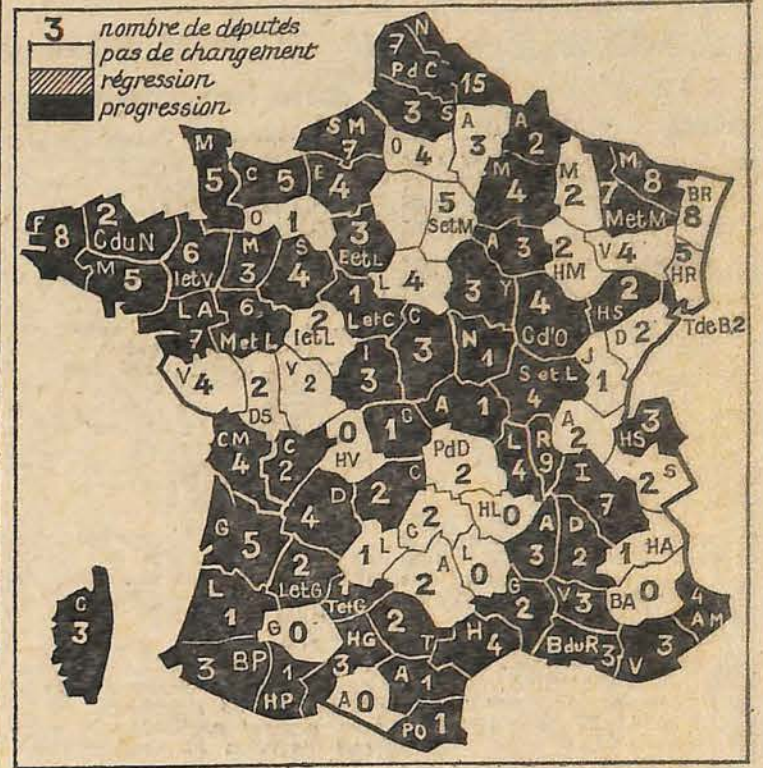 3 nombre de députés
pas de changement
régression
progression
N
7
PdC
15
3 S
SM
7
O 4
A
3
A
2
M
5
C 5
E
4
M
4
M
2
M
8
7
MetM
BR
8
O 1
5
SetM
F
8
2
CduN
6
IetV
M
3
S
4
3
EetL
A 3
2
HM
V 4
5
HR
M
5
1
LetC
L 4
3
Y
4
Cd'O
2
HS
TdeB,2
LA
7
6
MetL
2
IetL
C
3
N
1
D 2
V 4
2
DS
V
2
I
3
SetL
4
J
1
A 1
1 C
0
HV
CM
4
C
2
PdD
2
L
4
R
9
A
2
3
HS
2 S
I
7
D
4
C
2
G
5
2
C
HL 0
A
3
D
2
1 HA
1 L
A
2
L
0
2
LetG
1
TetG
G
2
V 3
BA 0
4
AM
L
1
G 0
HG
3
2
T
H
4
BduR 3
3
V
C
3
3 BP
1
HP
A 0
A
1
PO 1